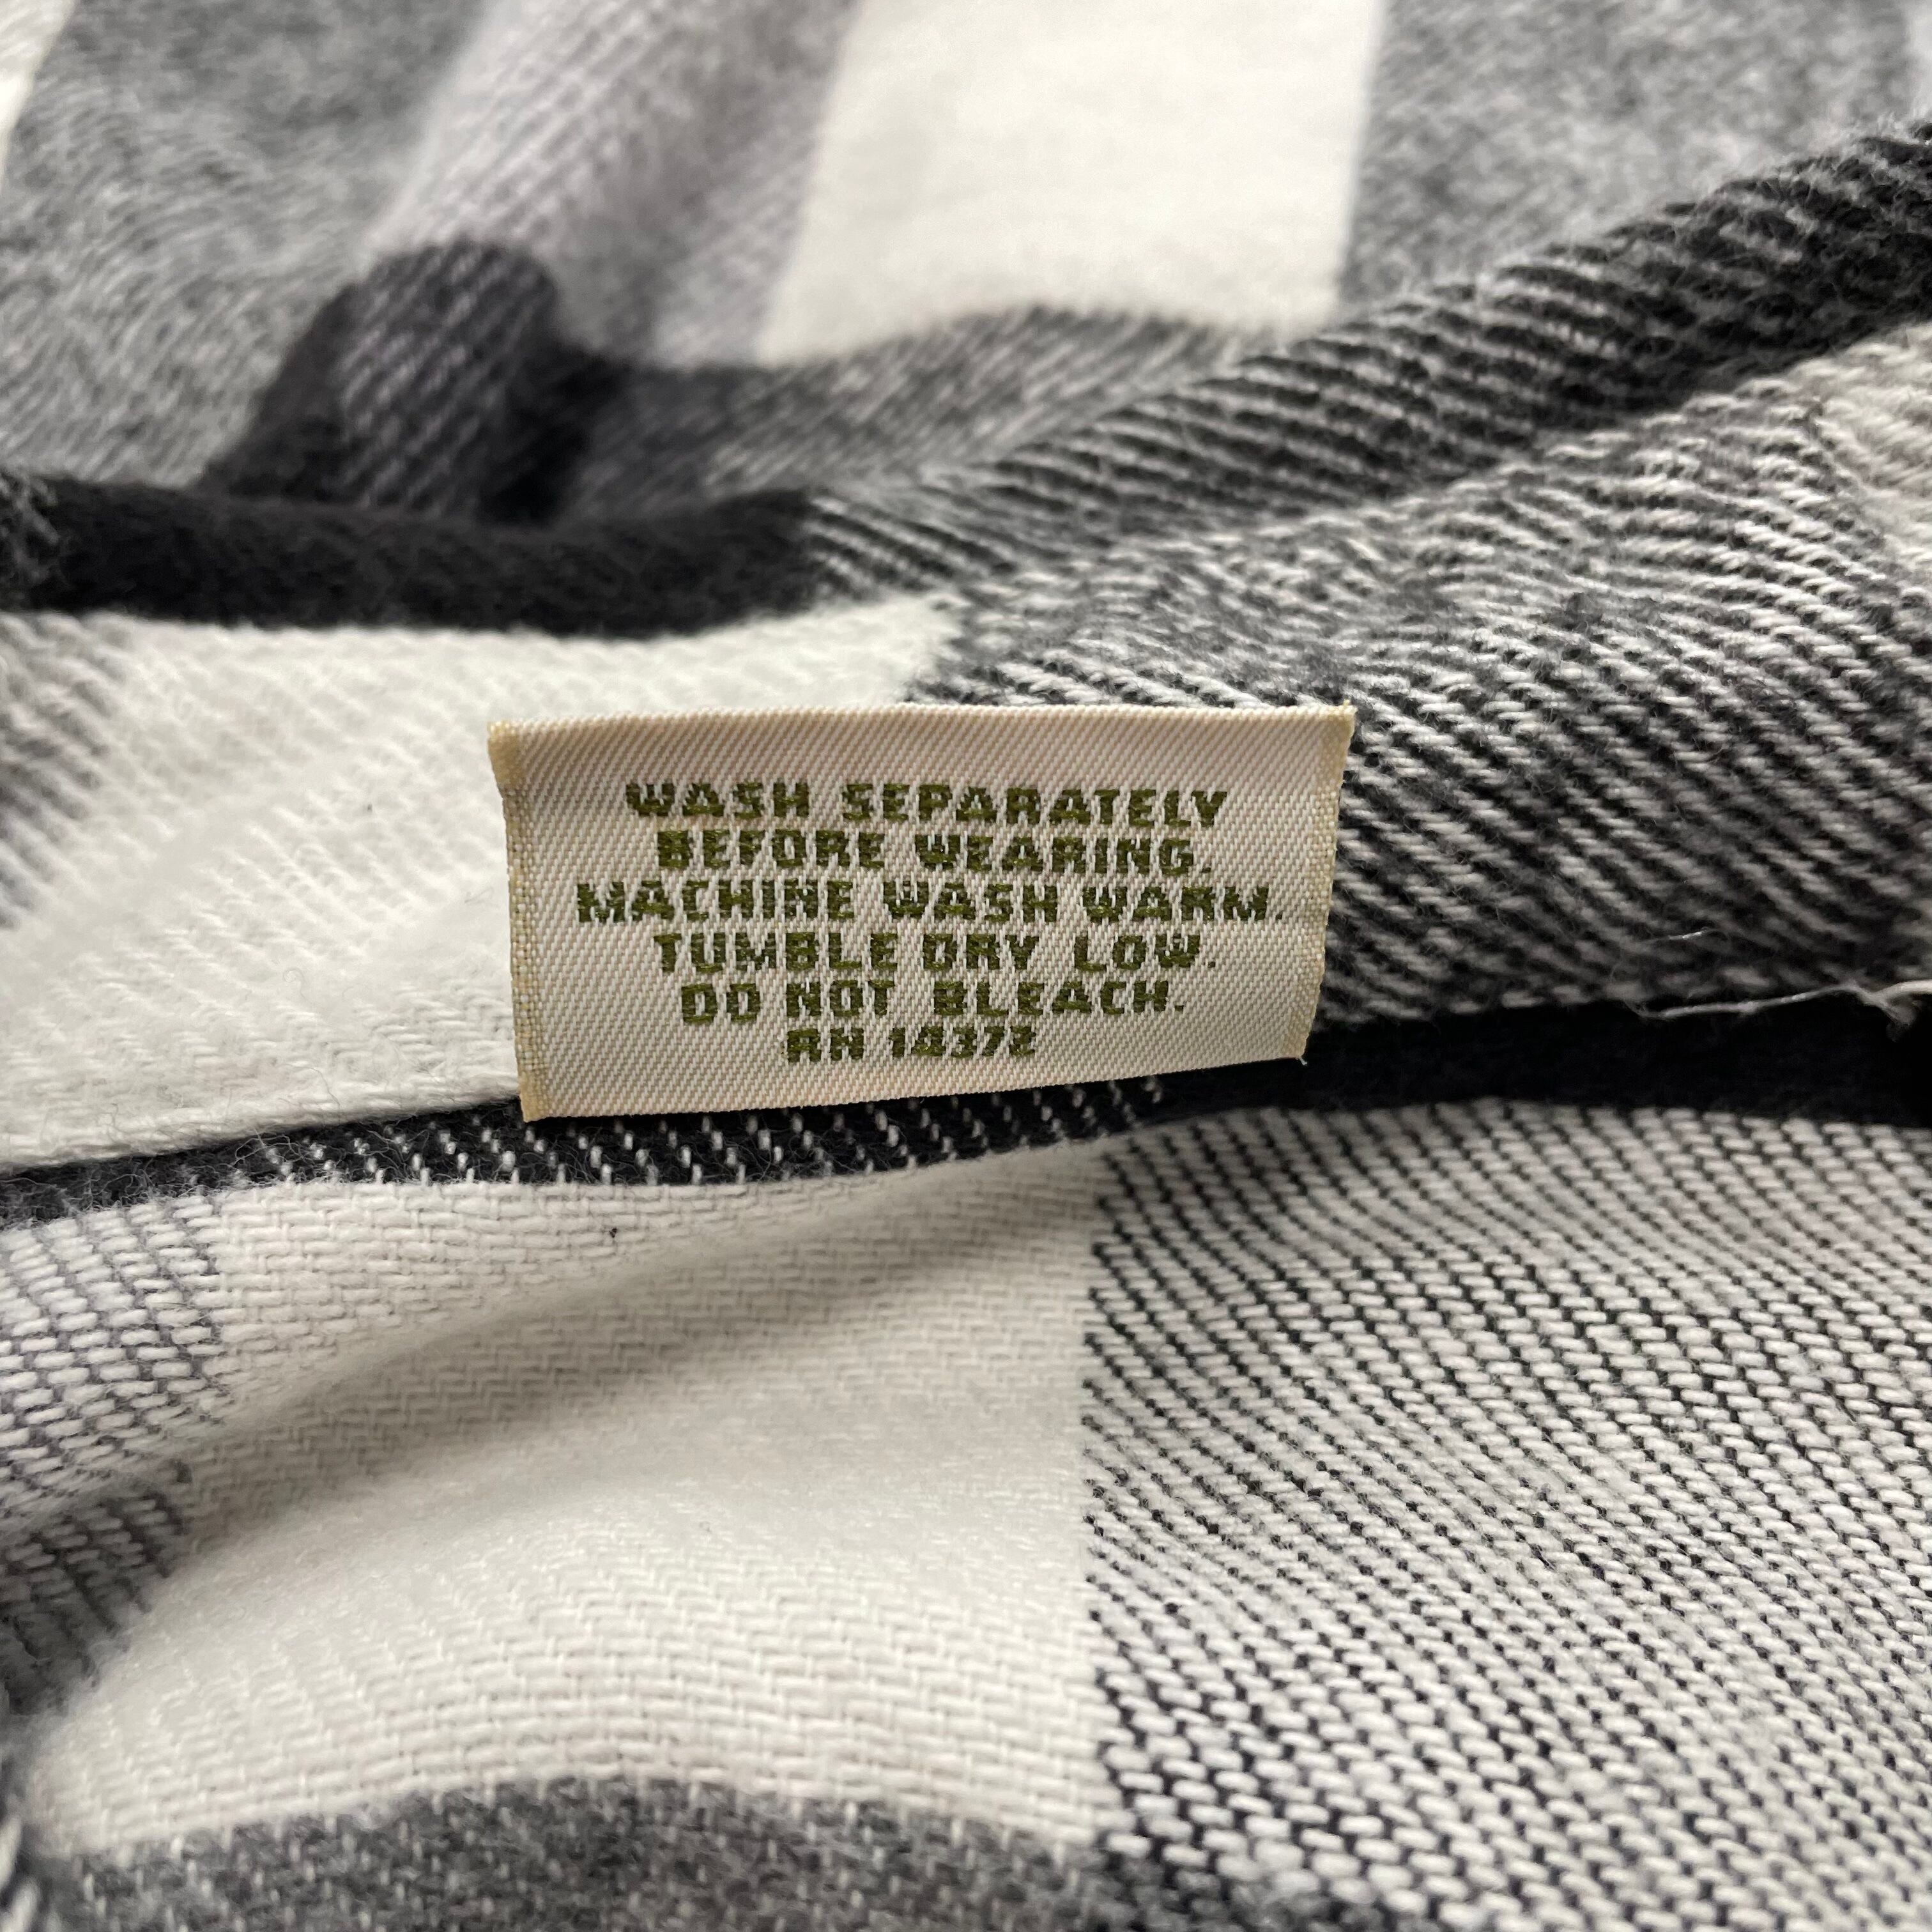 WASH SEPARATELY
BEFORE WEARING.
MACHINE WASH WARM.
TUMBLE DRY LOW.
DO NOT BLEACH.
RN 14372